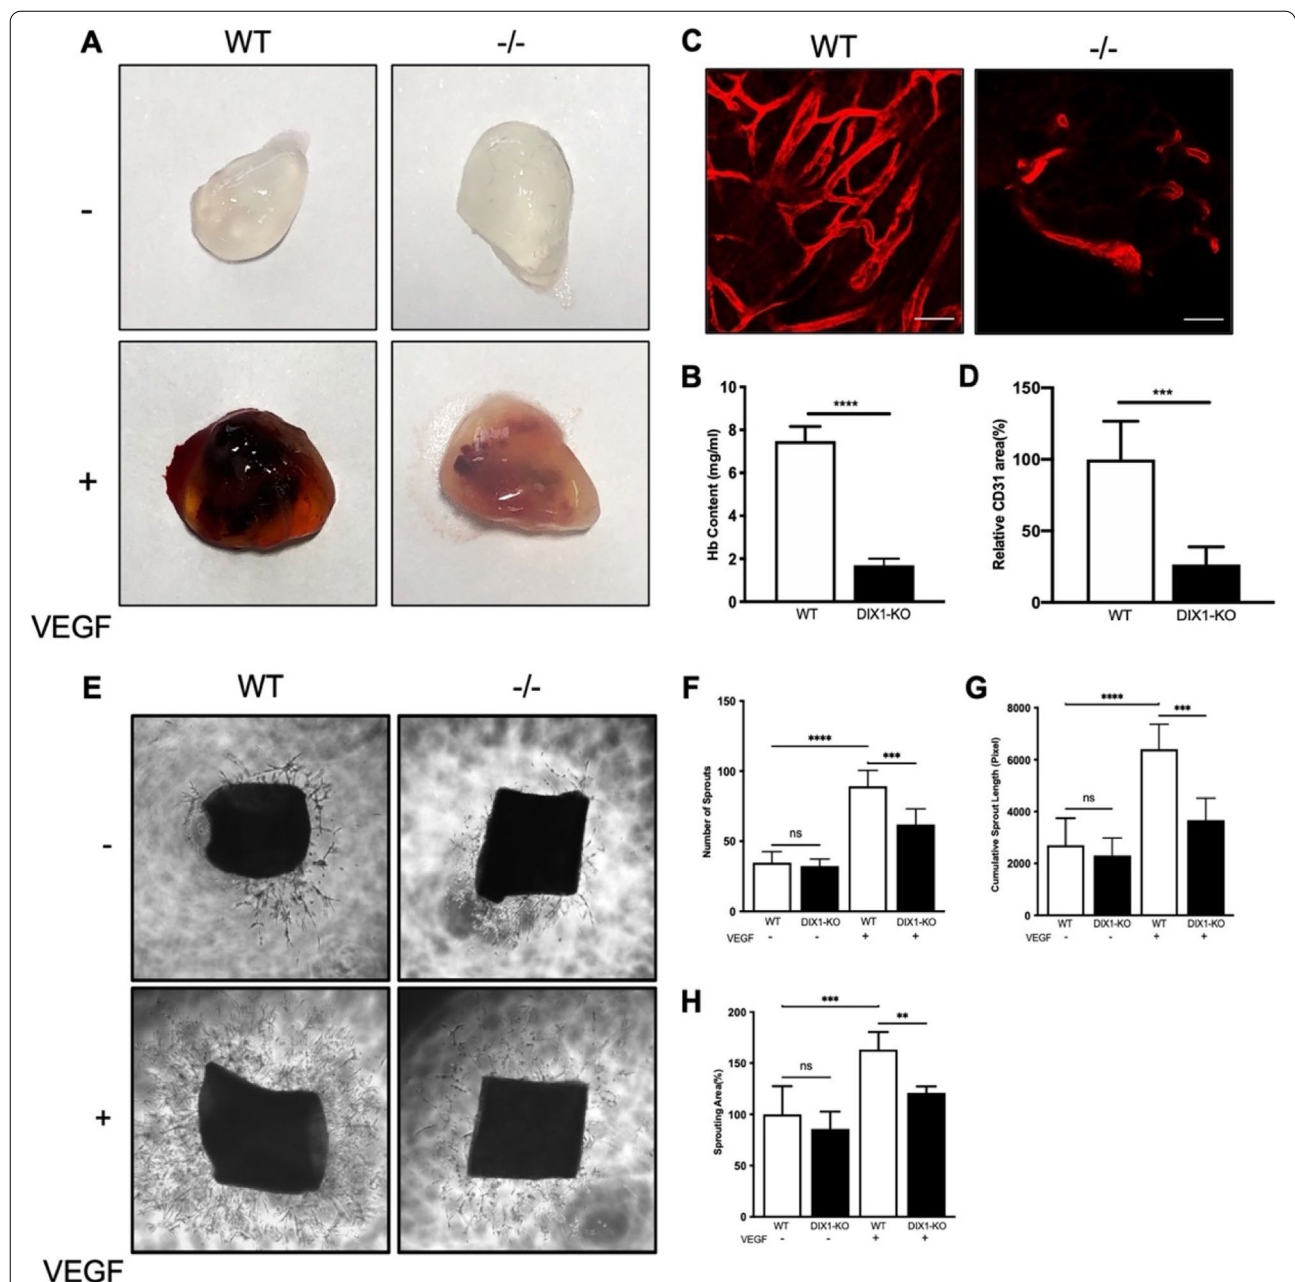 A
WT
-/-
-
+
VEGF
C
WT
-/-
B
Hb Content (mg/ml)
10
8
6
4
2
0
****
WT
DIX1-KO
D
Relative CD31 area(%)
150
100
50
0
***
WT
DIX1-KO
E
WT
-/-
-
+
VEGF
F
Number of Sprouts
150
100
50
0
****
***
ns
WT DIX1-KO WT DIX1-KO
VEGF - - + +
G
Cumulative Sprout Length (Pixel)
8000
6000
4000
2000
0
****
***
ns
WT DIX1-KO WT DIX1-KO
VEGF - - + +
H
Sprouting Area(%)
200
150
100
50
0
***
**
ns
WT DIX1-KO WT DIX1-KO
VEGF - - + +